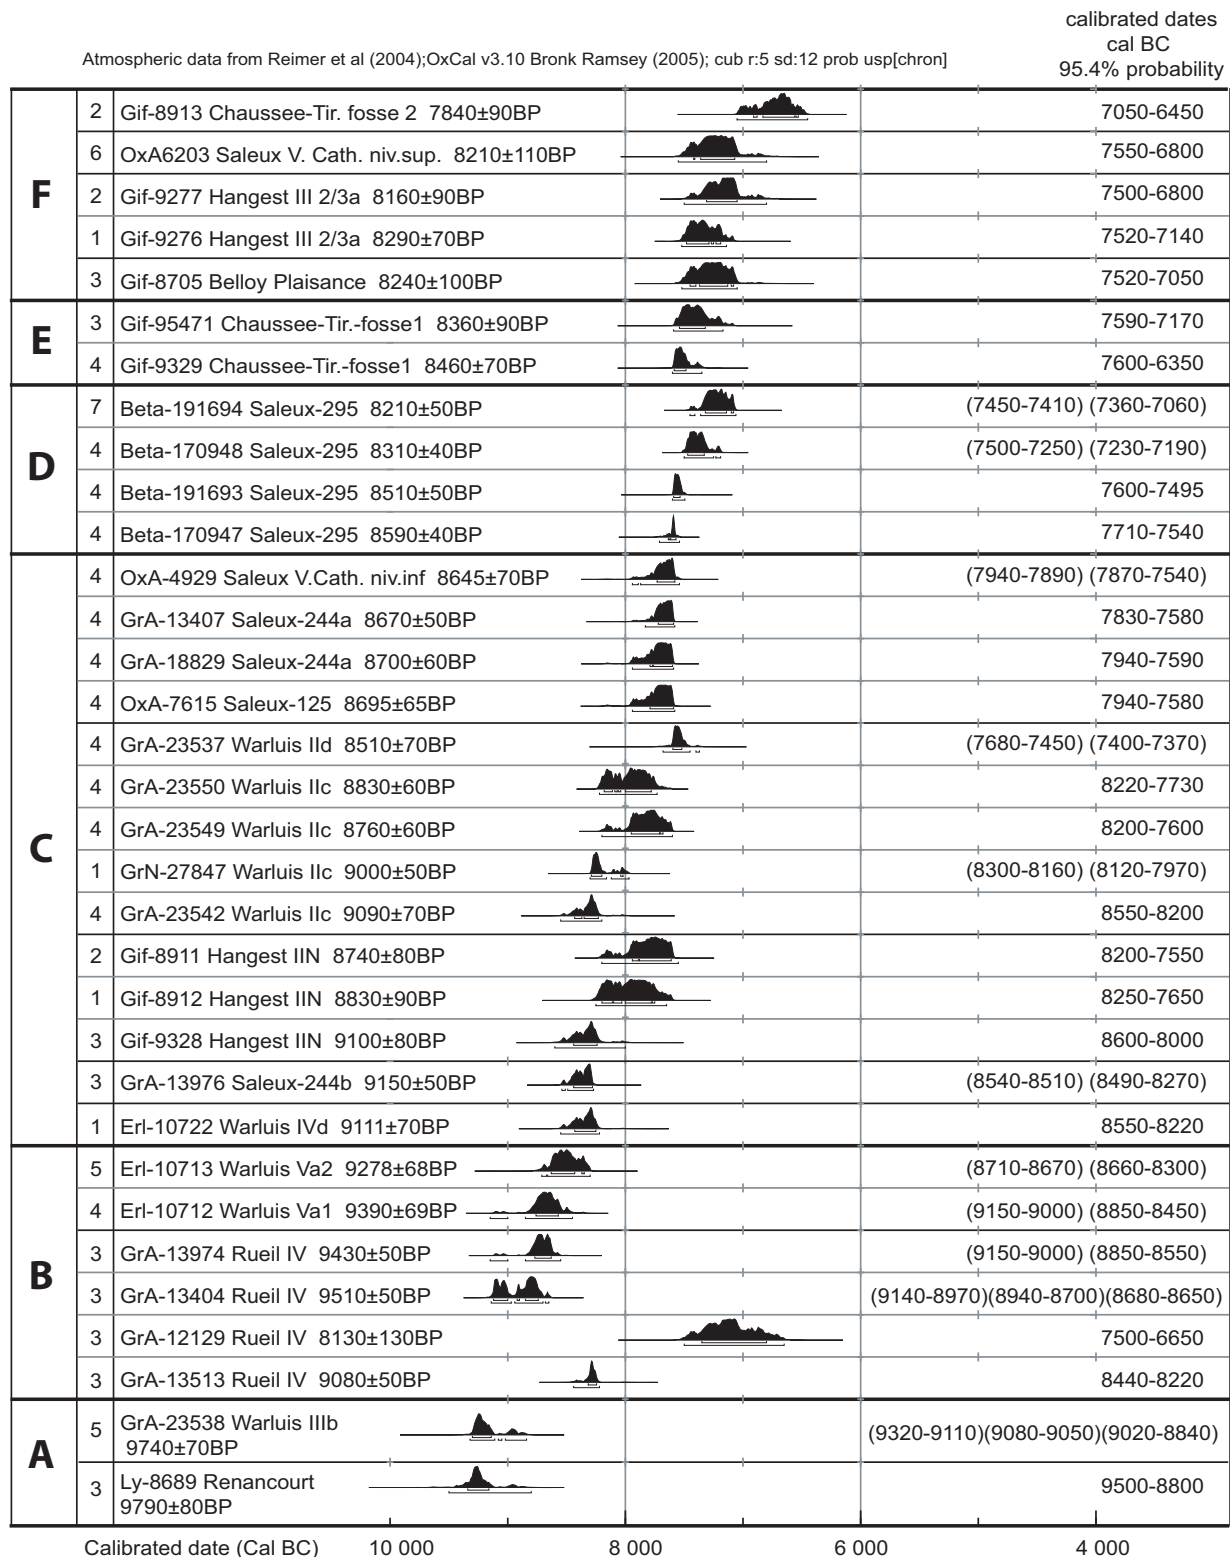 calibrated dates
cal BC
95.4% probability
Atmospheric data from Reimer et al (2004);OxCal v3.10 Bronk Ramsey (2005); cub r:5 sd:12 prob usp[chron]
F
2 Gif-8913 Chaussee-Tir. fosse 2 7840±90BP 7050-6450
6 OxA6203 Saleux V. Cath. niv.sup. 8210±110BP 7550-6800
2 Gif-9277 Hangest III 2/3a 8160±90BP 7500-6800
1 Gif-9276 Hangest III 2/3a 8290±70BP 7520-7140
3 Gif-8705 Belloy Plaisance 8240±100BP 7520-7050
E
3 Gif-95471 Chaussee-Tir.-fosse1 8360±90BP 7590-7170
4 Gif-9329 Chaussee-Tir.-fosse1 8460±70BP 7600-6350
D
7 Beta-191694 Saleux-295 8210±50BP (7450-7410) (7360-7060)
4 Beta-170948 Saleux-295 8310±40BP (7500-7250) (7230-7190)
4 Beta-191693 Saleux-295 8510±50BP 7600-7495
4 Beta-170947 Saleux-295 8590±40BP 7710-7540
C
4 OxA-4929 Saleux V.Cath. niv.inf 8645±70BP (7940-7890) (7870-7540)
4 GrA-13407 Saleux-244a 8670±50BP 7830-7580
4 GrA-18829 Saleux-244a 8700±60BP 7940-7590
4 OxA-7615 Saleux-125 8695±65BP 7940-7580
4 GrA-23537 Warluis IId 8510±70BP (7680-7450) (7400-7370)
4 GrA-23550 Warluis IIc 8830±60BP 8220-7730
4 GrA-23549 Warluis IIc 8760±60BP 8200-7600
1 GrN-27847 Warluis IIc 9000±50BP (8300-8160) (8120-7970)
4 GrA-23542 Warluis IIc 9090±70BP 8550-8200
2 Gif-8911 Hangest IIN 8740±80BP 8200-7550
1 Gif-8912 Hangest IIN 8830±90BP 8250-7650
3 Gif-9328 Hangest IIN 9100±80BP 8600-8000
3 GrA-13976 Saleux-244b 9150±50BP (8540-8510) (8490-8270)
1 Erl-10722 Warluis IVd 9111±70BP 8550-8220
B
5 Erl-10713 Warluis Va2 9278±68BP (8710-8670) (8660-8300)
4 Erl-10712 Warluis Va1 9390±69BP (9150-9000) (8850-8450)
3 GrA-13974 Rueil IV 9430±50BP (9150-9000) (8850-8550)
3 GrA-13404 Rueil IV 9510±50BP (9140-8970)(8940-8700)(8680-8650)
3 GrA-12129 Rueil IV 8130±130BP 7500-6650
3 GrA-13513 Rueil IV 9080±50BP 8440-8220
A
5 GrA-23538 Warluis IIIb (9320-9110)(9080-9050)(9020-8840)
9740±70BP
3 Ly-8689 Renancourt 9500-8800
9790±80BP
Calibrated date (Cal BC) 10 000 8 000 6 000 4 000